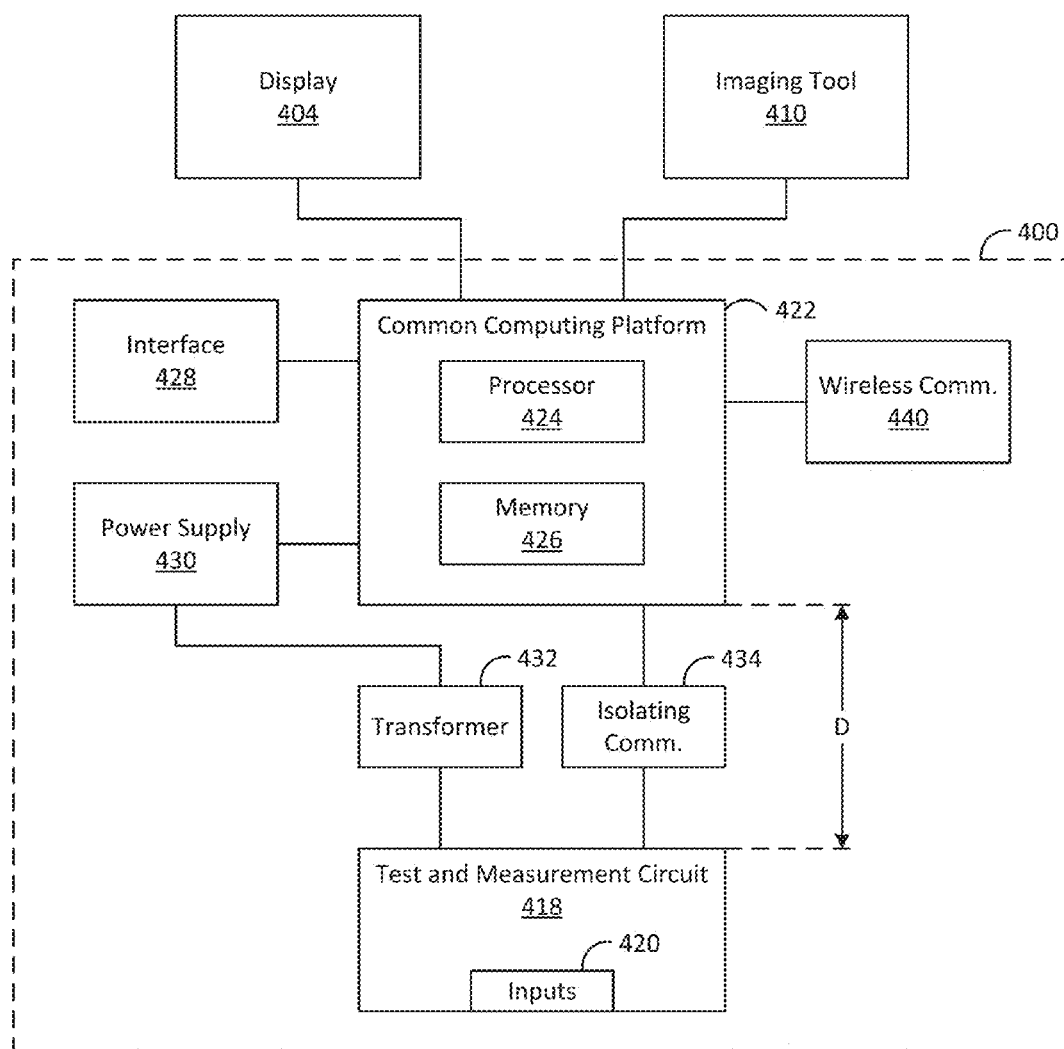 Display
404
Imaging Tool
410
400
Common Computing Platform
422
Interface
428
Processor
424
Wireless Comm.
440
Memory
426
Power Supply
430
432
434
Transformer
Isolating
Comm.
D
Test and Measurement Circuit
418
420
Inputs